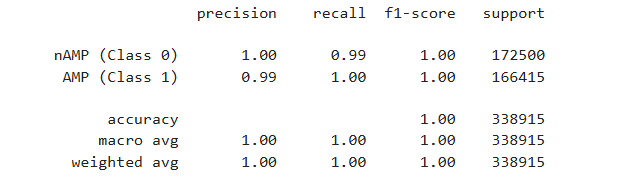 precision recall f1-score support
nAMP (Class 0) 1.00 0.99 1.00 172500
AMP (Class 1) 0.99 1.00 1.00 166415
accuracy 1.00 338915
macro avg 1.00 1.00 1.00 338915
weighted avg 1.00 1.00 1.00 338915